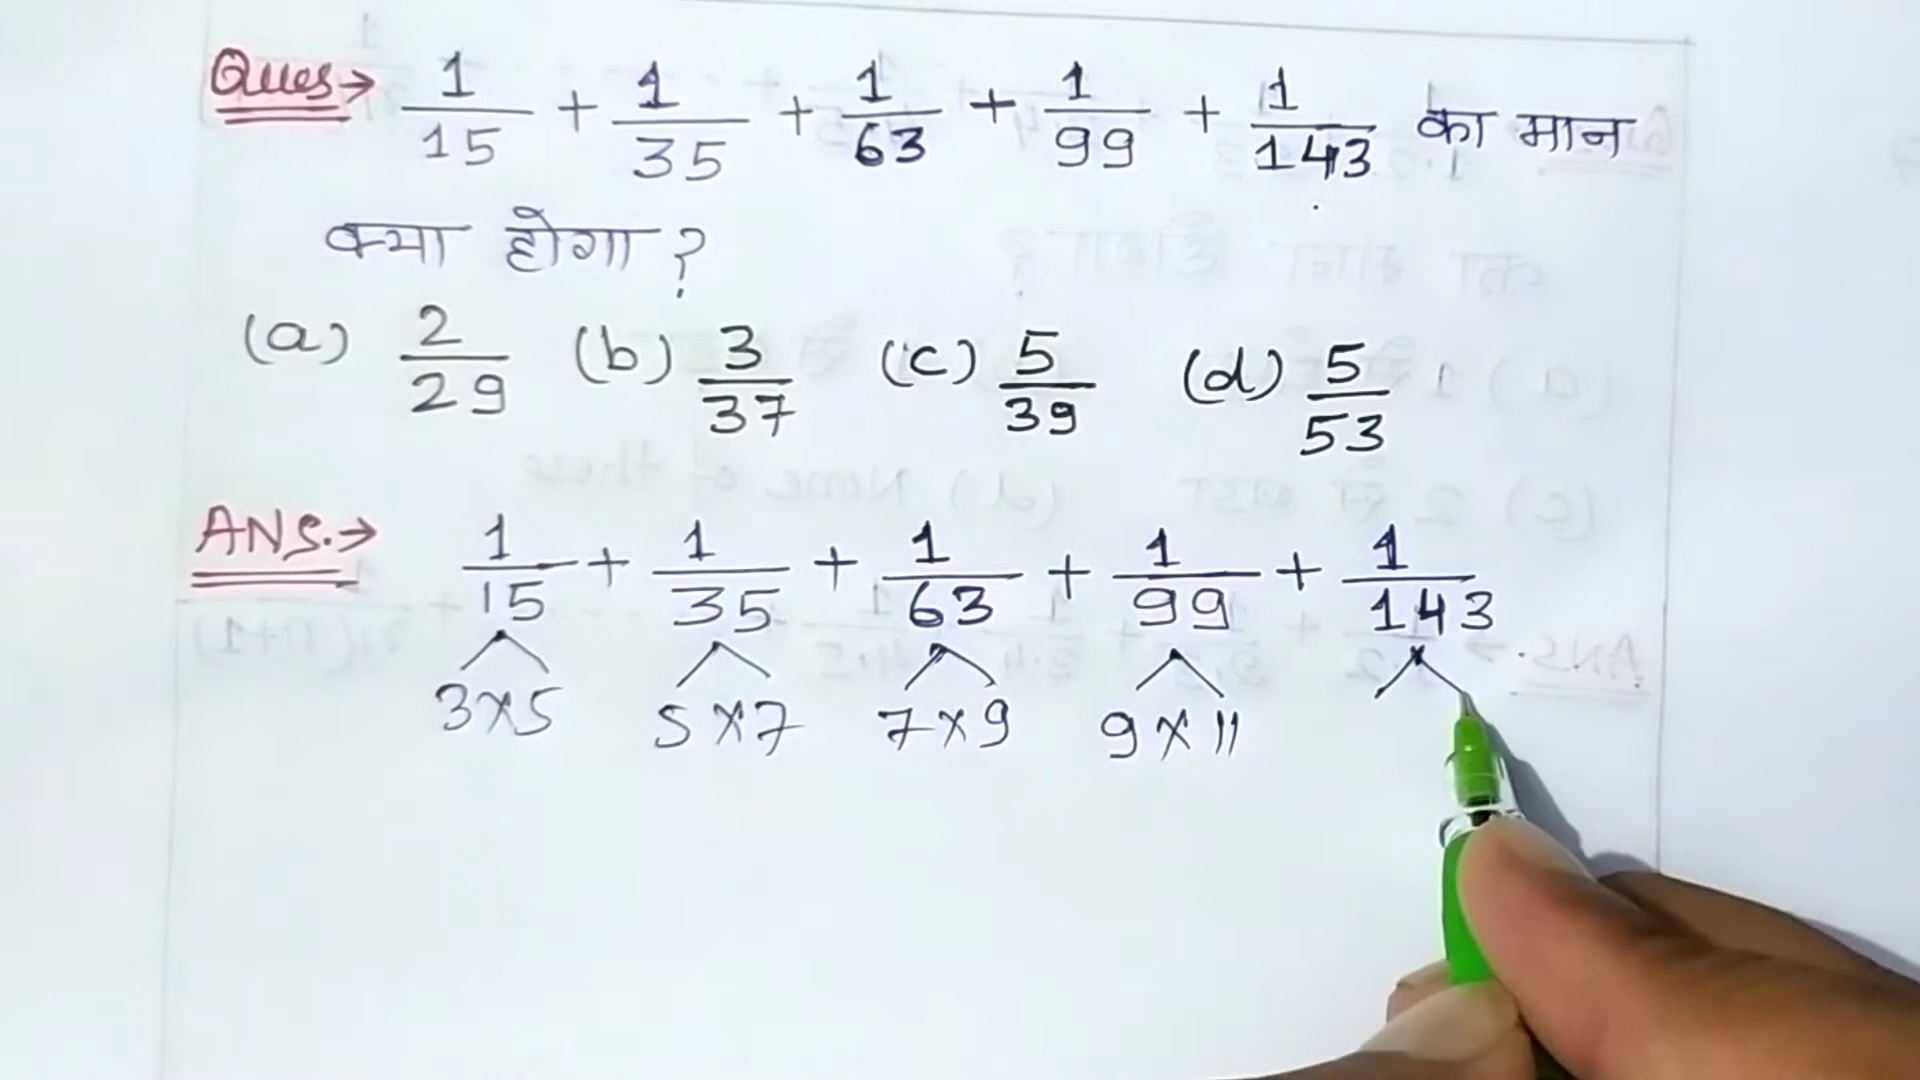 Ques→ 1/15 + 1/35 + 1/63 + 1/99 + 1/143 का मान
क्या होगा ?
(a) 2/29 (b) 3/37 (c) 5/39 (d) 5/53
ANS.→ 1/15 + 1/35 + 1/63 + 1/99 + 1/143
3×5 5×7 7×9 9×11